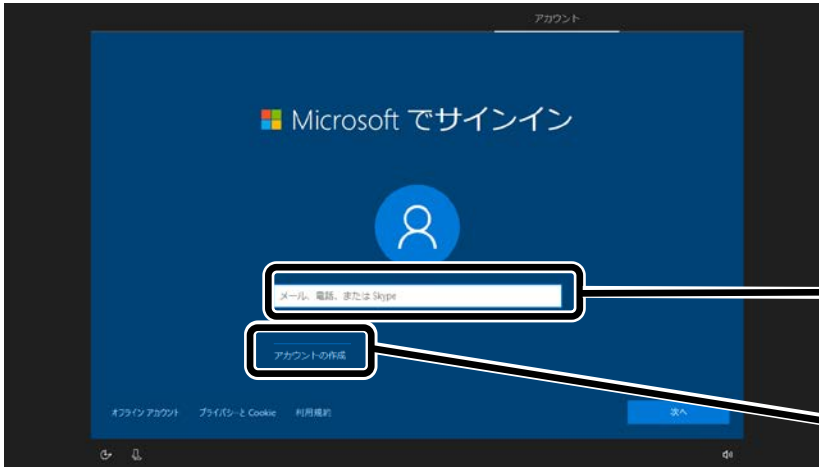 アカウント
Microsoft でサインイン
メール、電話、または Skype
アカウントの作成
オフライン アカウント プライバシーと Cookie 利用規約
次へ